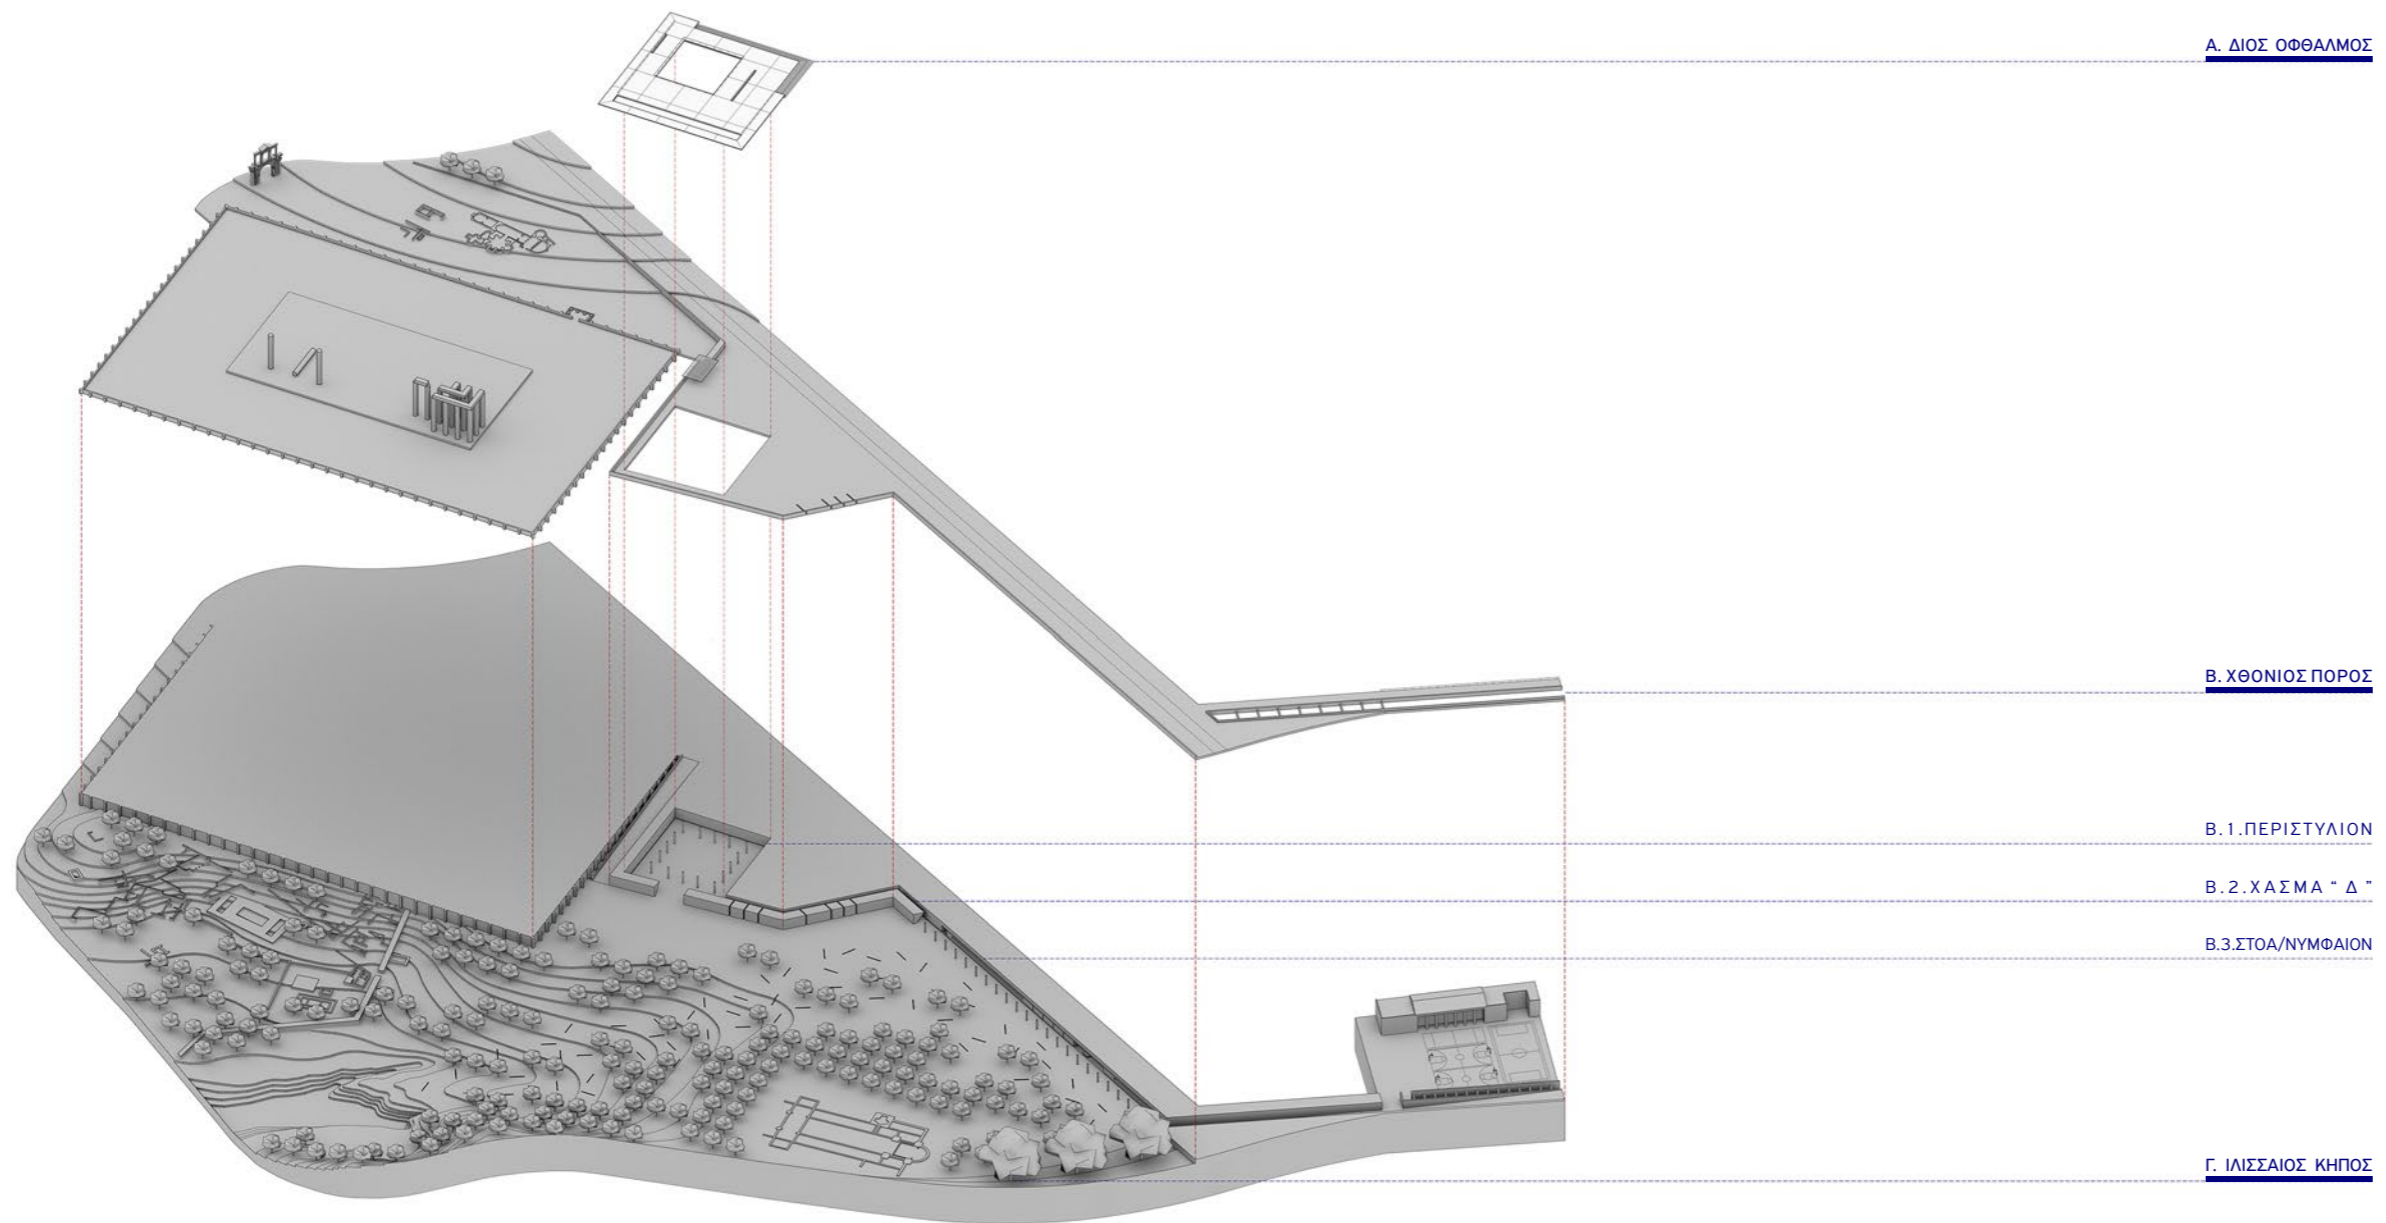 Α. ΔΙΟΣ ΟΦΘΑΛΜΟΣ
Β. ΧΘΟΝΙΟΣ ΠΟΡΟΣ
Β.1.ΠΕΡΙΣΤΥΛΙΟΝ
Β.2.ΧΑΣΜΑ “ Δ ”
Β.3.ΣΤΟΑ/ΝΥΜΦΑΙΟΝ
Γ. ΙΛΙΣΣΑΙΟΣ ΚΗΠΟΣ